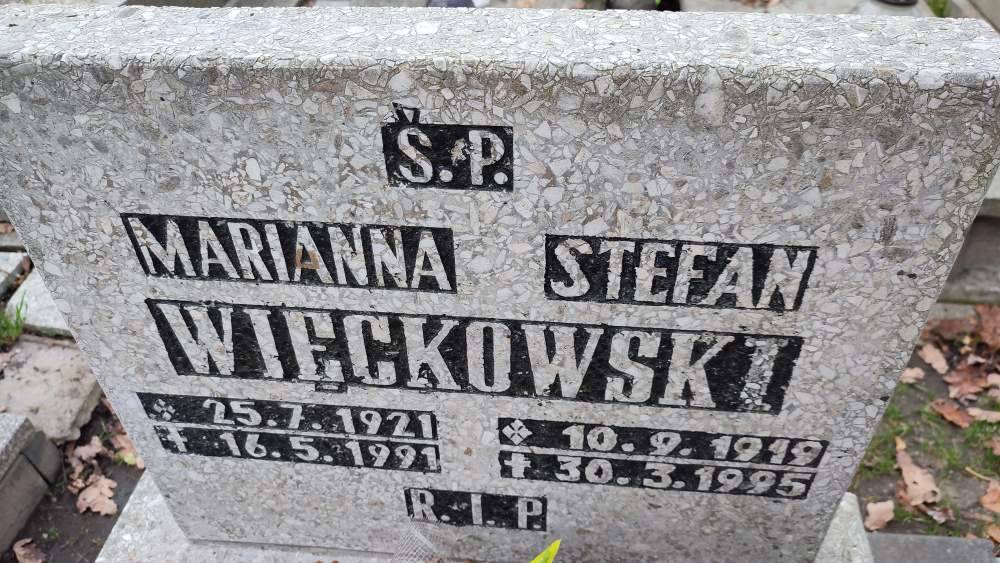 Ś. P.
MARIANNA STEFAN
WIĘCKOWSKI
25.7.1921 10.9.1919
16.5.1991 30.3.1995
R. I. P.